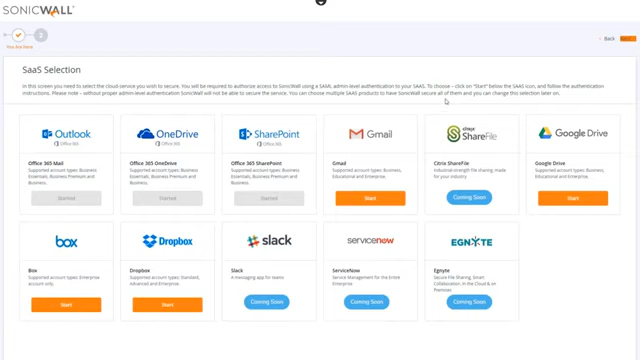 SONICWALL
2
You are here
Back
SaaS Selection
In this screen you need to select the cloud service you wish to secure. You will be required to authorize access to SonicWall using a SAML admin-level authentication to your SAAS. To choose – click on "Start" below the SAAS icon, and follow the authentication
instructions. Please note – without proper admin-level authentication SonicWall will not be able to secure the service. You can choose multiple SAAS products to have SonicWall secure all of them and you can change this selection later on.
Outlook
Office 365
Office 365 Mail
Supported account types: Business Essentials, Business Premium and Business.
Started
OneDrive
Office 365
Office 365 OneDrive
Supported account types: Business Essentials, Business Premium and Business.
Started
SharePoint
Office 365
Office 365 SharePoint
Supported account types: Business Essentials, Business Premium and Business.
Started
Gmail
Gmail
Supported account types: Business, Educational and Enterprise.
Start
Citrix
ShareFile
Citrix ShareFile
Industrial-strength file sharing, made for your industry
Coming Soon
Google Drive
Google Drive
Supported account types: Business, Educational and Enterprise.
Start
box
Box
Supported account types: Enterprise account only.
Start
Dropbox
Dropbox
Supported account types: Standard, Advanced and Enterprise.
Start
slack
Slack
A messaging app for teams
Coming Soon
servicenow
ServiceNow
Service Management for the Entire Enterprise
Coming Soon
EGNYTE
Egnyte
Secure File Sharing, Smart Collaboration, in the Cloud & on Premises
Coming Soon